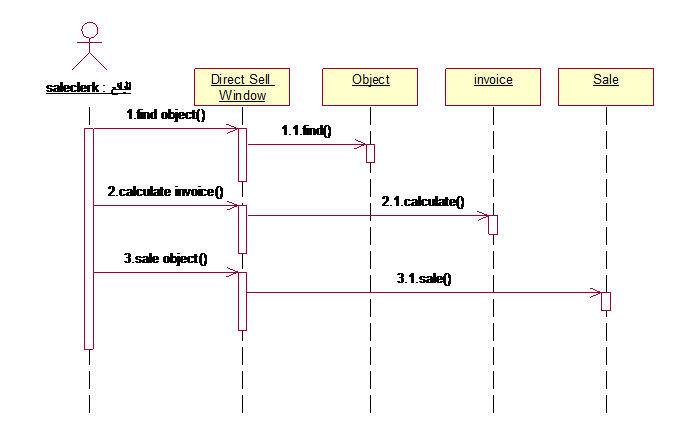 saleclerk :
Direct Sell
Window
Object
invoice
Sale
1.find object()
1.1.find()
2.calculate invoice()
2.1.calculate()
3.sale object()
3.1.sale()